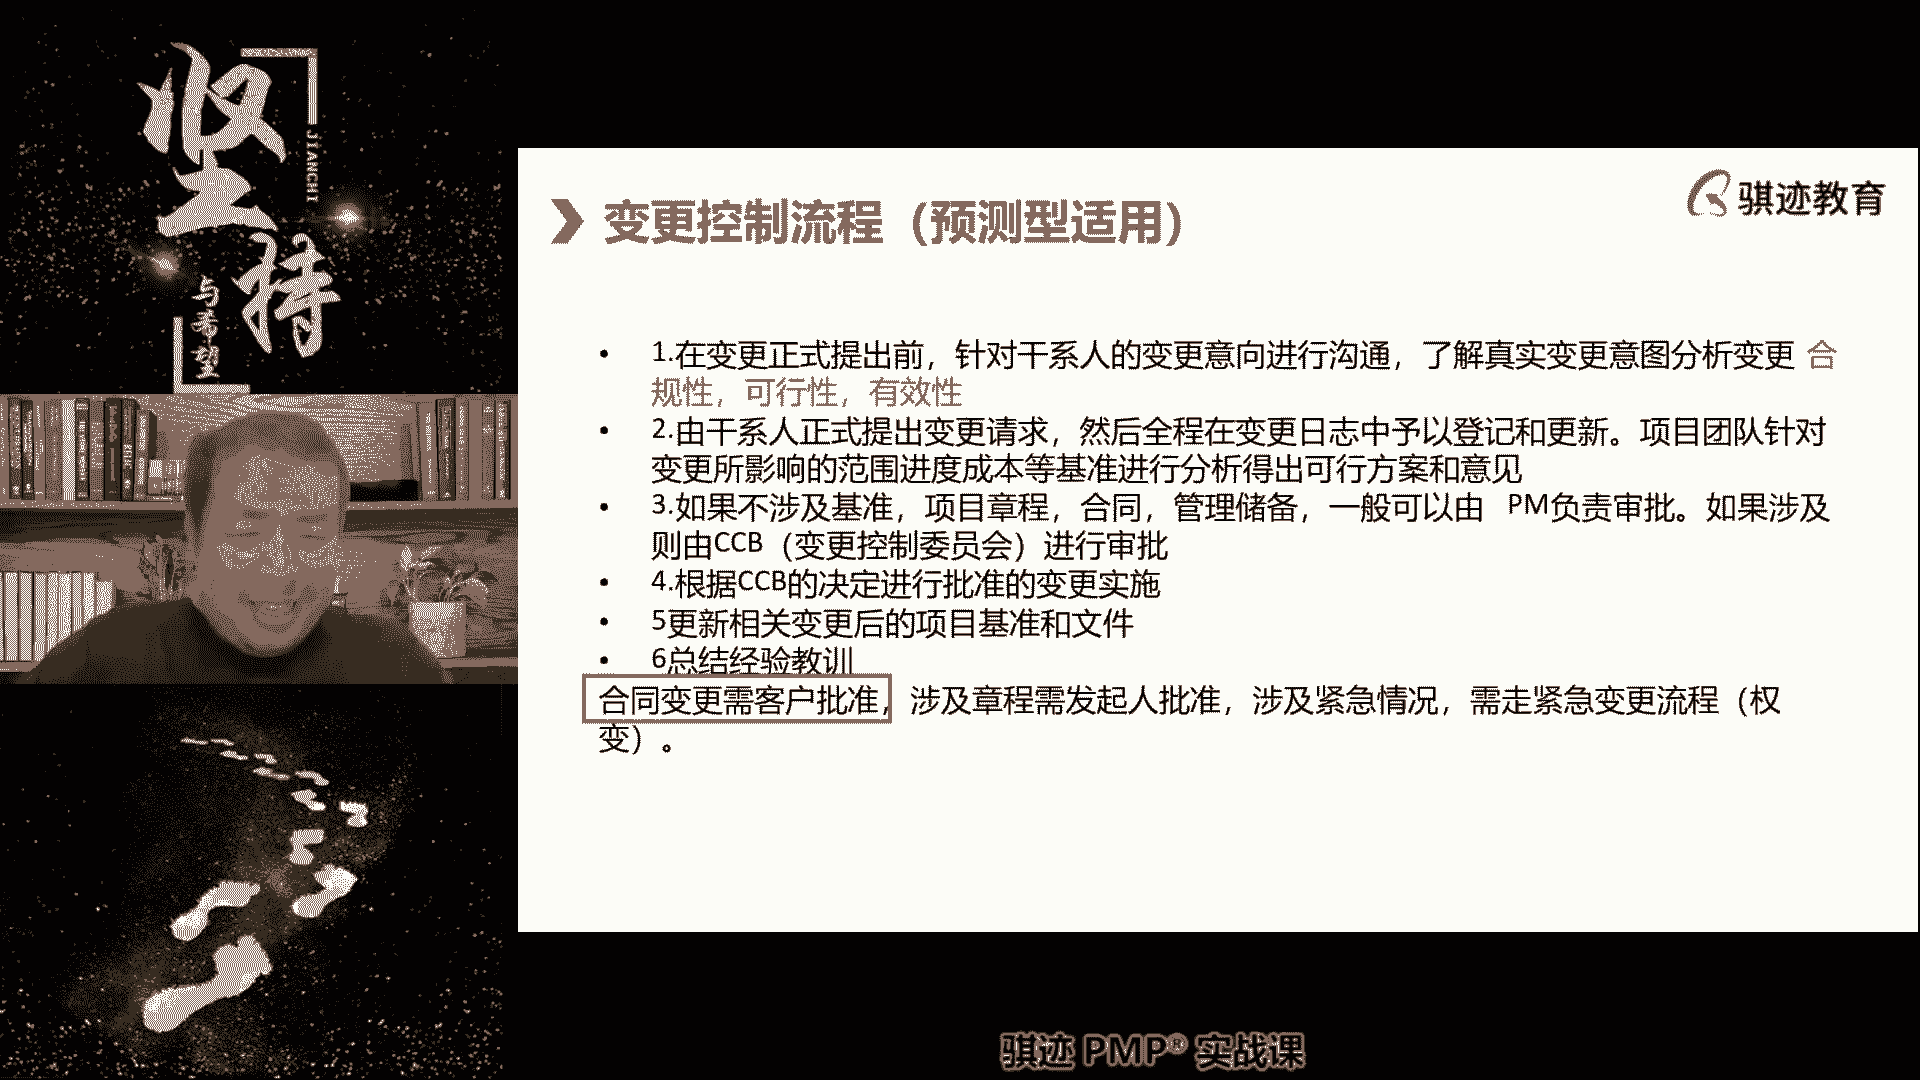 坚
持
JIANCHI
与希望
骐迹教育
变更控制流程（预测型适用）
• 1.在变更正式提出前，针对干系人的变更意向进行沟通，了解真实变更意图分析变更 合
规性，可行性，有效性
• 2.由干系人正式提出变更请求，然后全程在变更日志中予以登记和更新。项目团队针对
变更所影响的范围进度成本等基准进行分析得出可行方案和意见
• 3.如果不涉及基准，项目章程，合同，管理储备，一般可以由 PM负责审批。如果涉及
则由CCB（变更控制委员会）进行审批
• 4.根据CCB的决定进行批准的变更实施
• 5更新相关变更后的项目基准和文件
• 6总结经验教训
合同变更需客户批准，涉及章程需发起人批准，涉及紧急情况，需走紧急变更流程（权
变）。
骐迹 PMP® 实战课